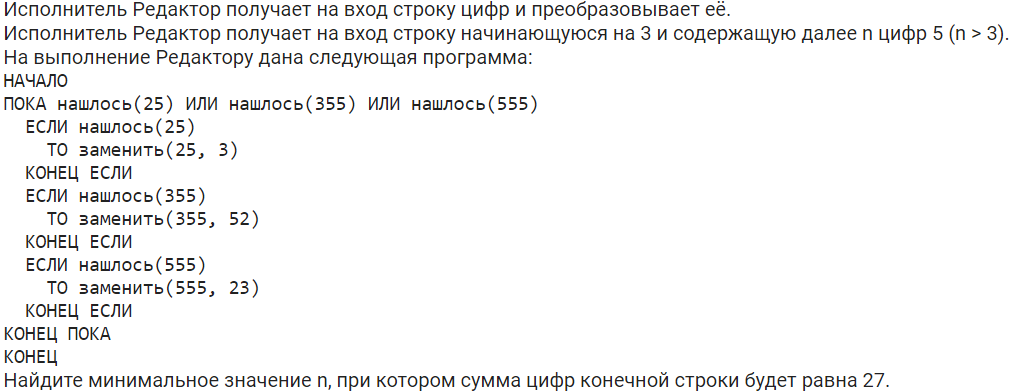 Исполнитель Редактор получает на вход строку цифр и преобразовывает её.
Исполнитель Редактор получает на вход строку начинающуюся на 3 и содержащую далее n цифр 5 (n > 3).
На выполнение Редактору дана следующая программа:
НАЧАЛО
ПОКА нашлось(25) ИЛИ нашлось(355) ИЛИ нашлось(555)
  ЕСЛИ нашлось(25)
    ТО заменить(25, 3)
  КОНЕЦ ЕСЛИ
  ЕСЛИ нашлось(355)
    ТО заменить(355, 52)
  КОНЕЦ ЕСЛИ
  ЕСЛИ нашлось(555)
    ТО заменить(555, 23)
  КОНЕЦ ЕСЛИ
КОНЕЦ ПОКА
КОНЕЦ
Найдите минимальное значение n, при котором сумма цифр конечной строки будет равна 27.